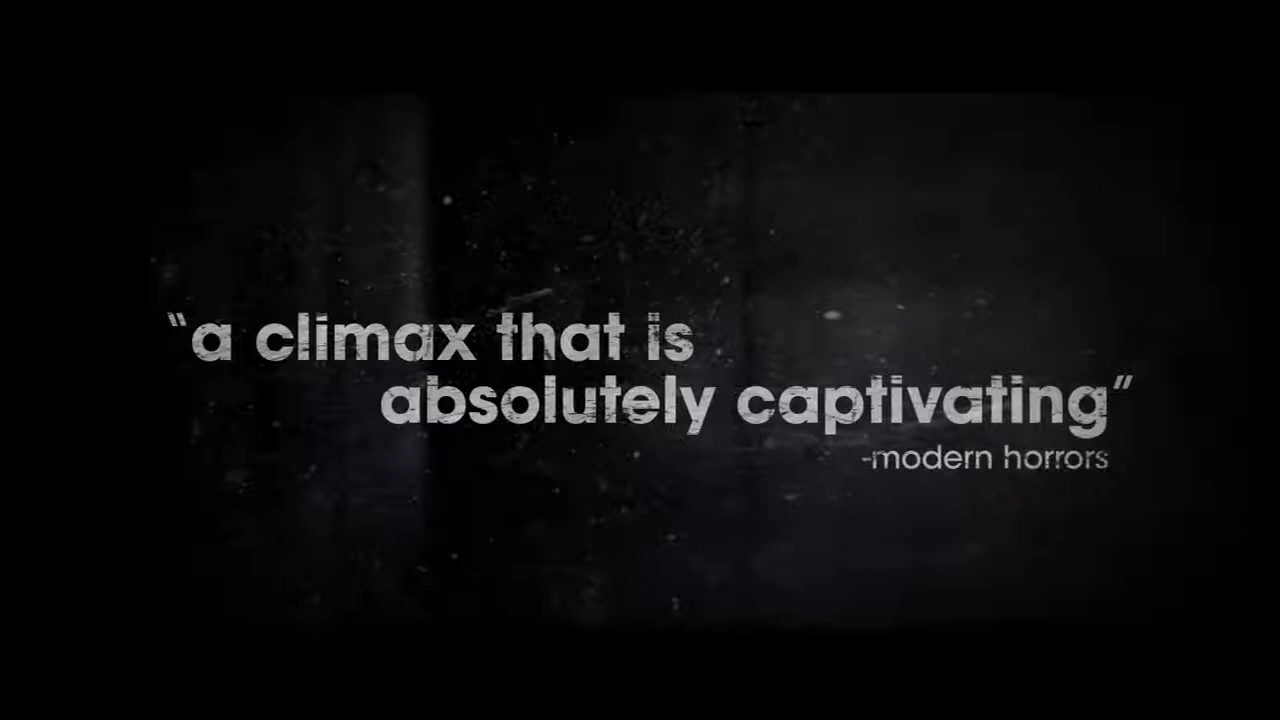 “a climax that is
absolutely captivating”
-modern horrors